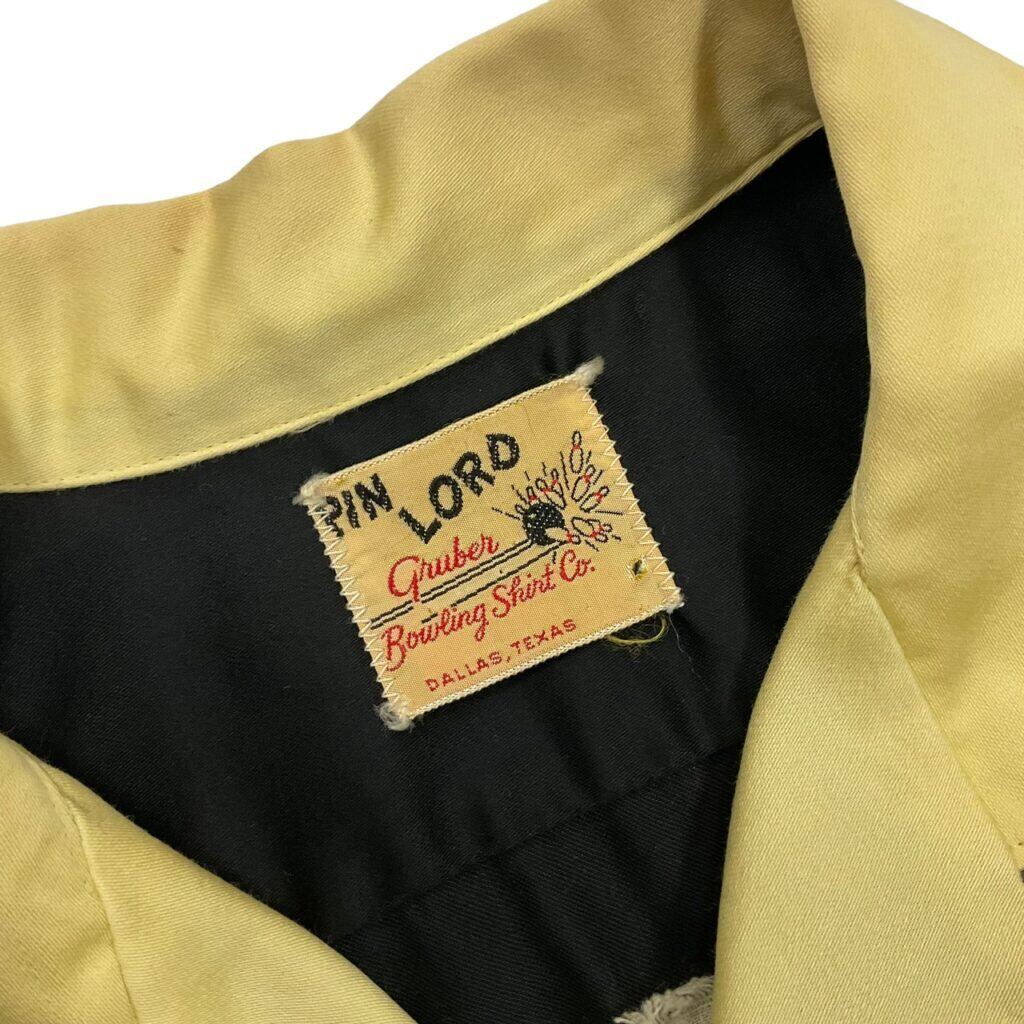 PIN LORD
Gruber
Bowling Shirt Co.
DALLAS, TEXAS